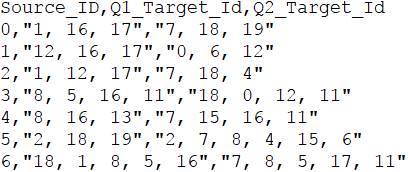 Source_ID,Q1_Target_Id,Q2_Target_Id
0,"1, 16, 17","7, 18, 19"
1,"12, 16, 17","0, 6, 12"
2,"1, 12, 17","7, 18, 4"
3,"8, 5, 16, 11","18, 0, 12, 11"
4,"8, 16, 13","7, 15, 16, 11"
5,"2, 18, 19","2, 7, 8, 4, 15, 6"
6,"18, 1, 8, 5, 16","7, 8, 5, 17, 11"